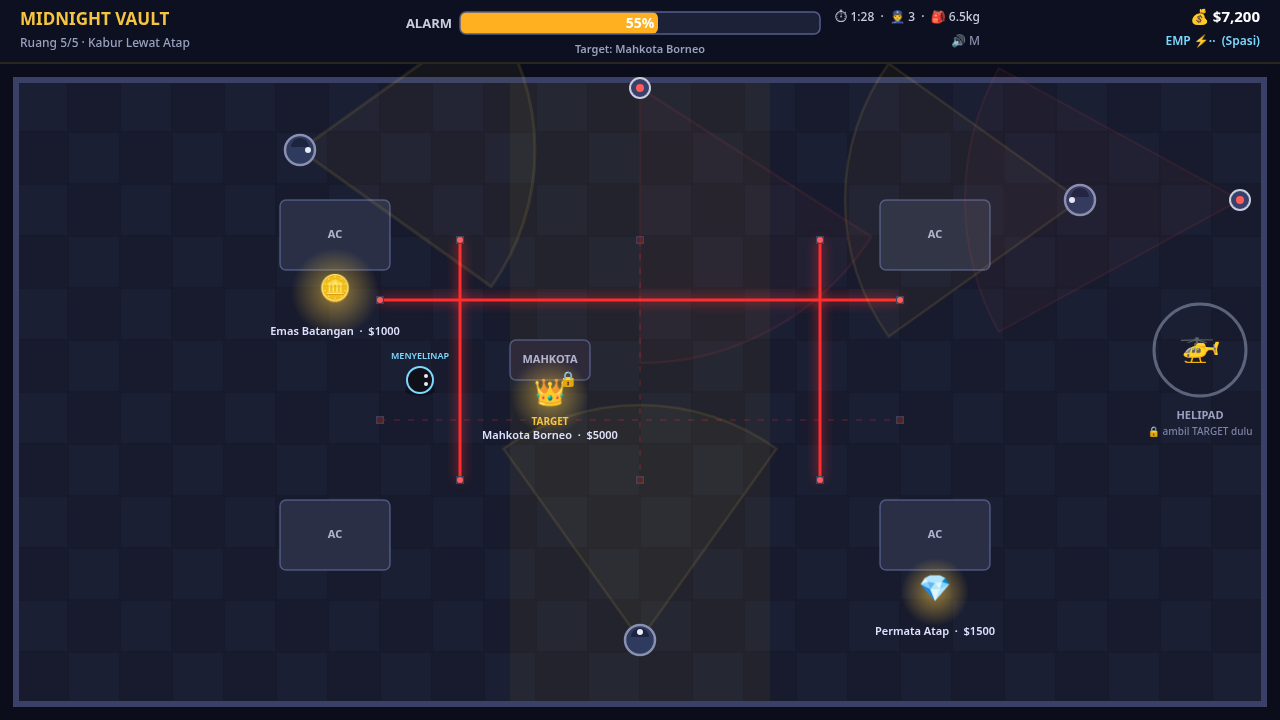 MIDNIGHT VAULT
Ruang 5/5 · Kabur Lewat Atap
ALARM
55%
Target: Mahkota Borneo
⏱ 1:28 · 👮 3 · 🎒 6.5kg
🔊 M
💰 $7,200
EMP ⚡·· (Spasi)
AC
AC
Emas Batangan · $1000
MENYELINAP
MAHKOTA
TARGET
Mahkota Borneo · $5000
HELIPAD
🔒 ambil TARGET dulu
AC
AC
Permata Atap · $1500